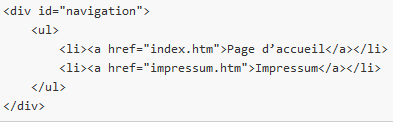 <div id="navigation">
<ul>
<li><a href="index.htm">Page d’accueil</a></li>
<li><a href="impressum.htm">Impressum</a></li>
</ul>
</div>